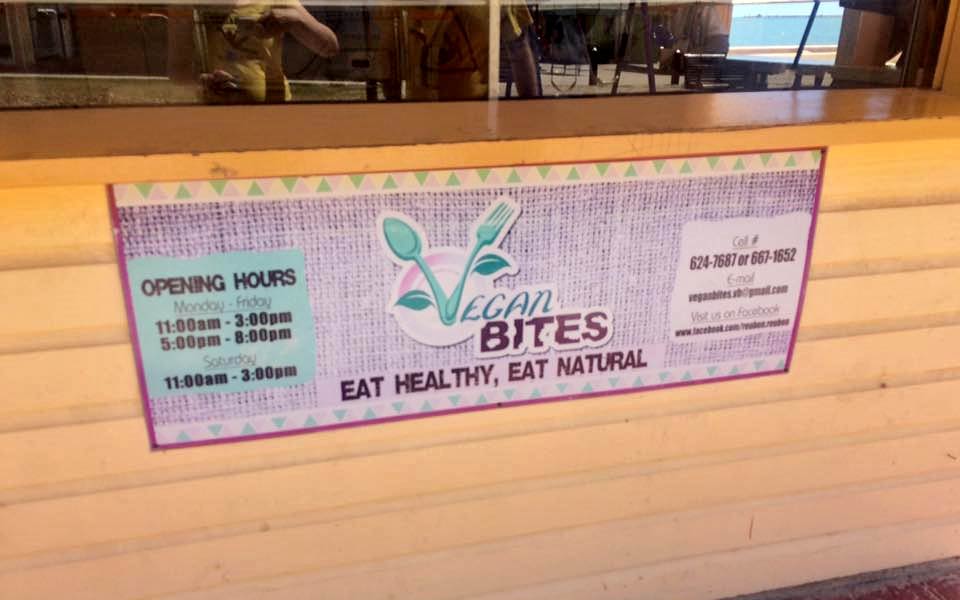 OPENING HOURS
Monday - Friday
11:00am - 3:00pm
5:00pm - 8:00pm
Saturday
11:00am - 3:00pm
VEGAN
BITES
EAT HEALTHY, EAT NATURAL
Call #
624-7687 or 667-1652
E-mail
veganbites.vb@gmail.com
Visit us on Facebook
www.facebook.com/reuben.reuben